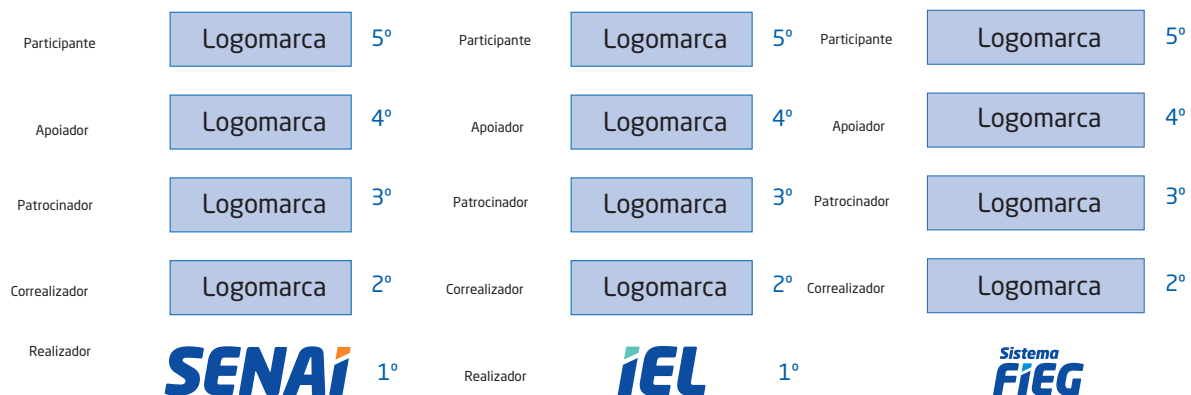 Participante Logomarca 5º Participante Logomarca 5º Participante Logomarca 5º
Apoiador Logomarca 4º Apoiador Logomarca 4º Apoiador Logomarca 4º
Patrocinador Logomarca 3º Patrocinador Logomarca 3º Patrocinador Logomarca 3º
Correalizador Logomarca 2º Correalizador Logomarca 2º Correalizador Logomarca 2º
Realizador SENAI 1º Realizador IEL 1º Sistema
FIEG